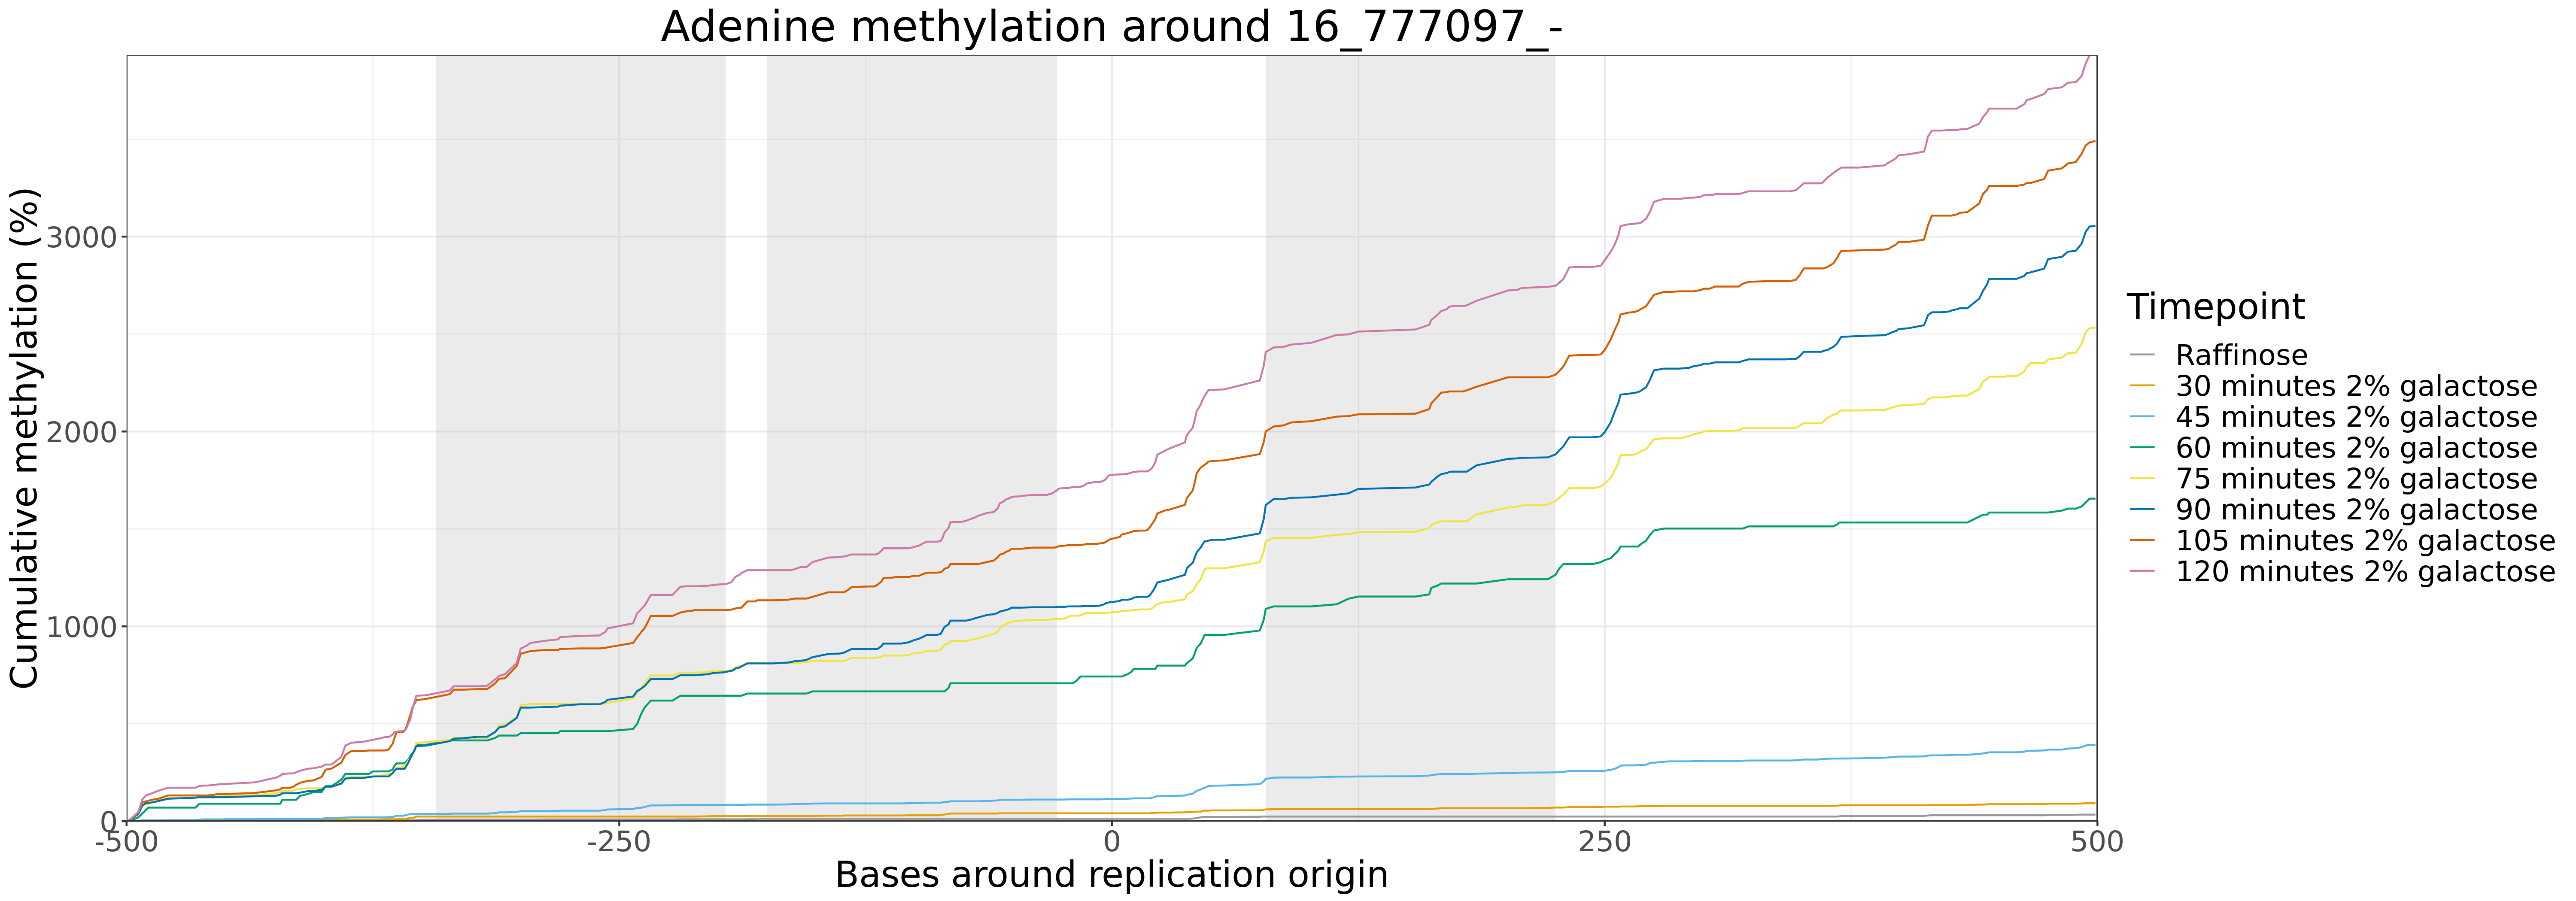 Adenine methylation around 16_777097_-
Cumulative methylation (%)
3000
2000
1000
0
-500
-250
0
250
500
Bases around replication origin
Timepoint
Raffinose
30 minutes 2% galactose
45 minutes 2% galactose
60 minutes 2% galactose
75 minutes 2% galactose
90 minutes 2% galactose
105 minutes 2% galactose
120 minutes 2% galactose